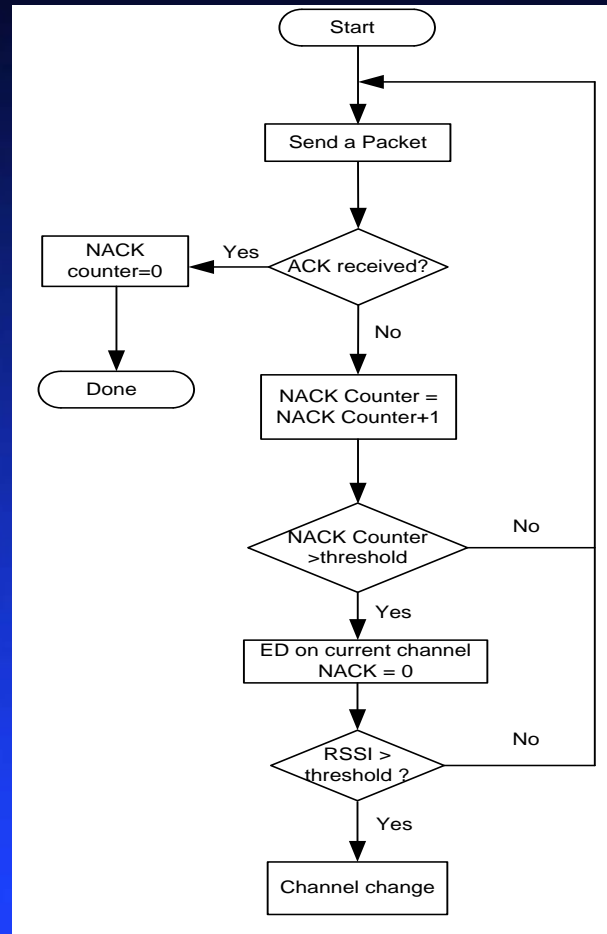 Start
Send a Packet
ACK received?
Yes
NACK
counter=0
Done
No
NACK Counter =
NACK Counter+1
NACK Counter
>threshold
No
Yes
ED on current channel
NACK = 0
RSSI >
threshold ?
No
Yes
Channel change